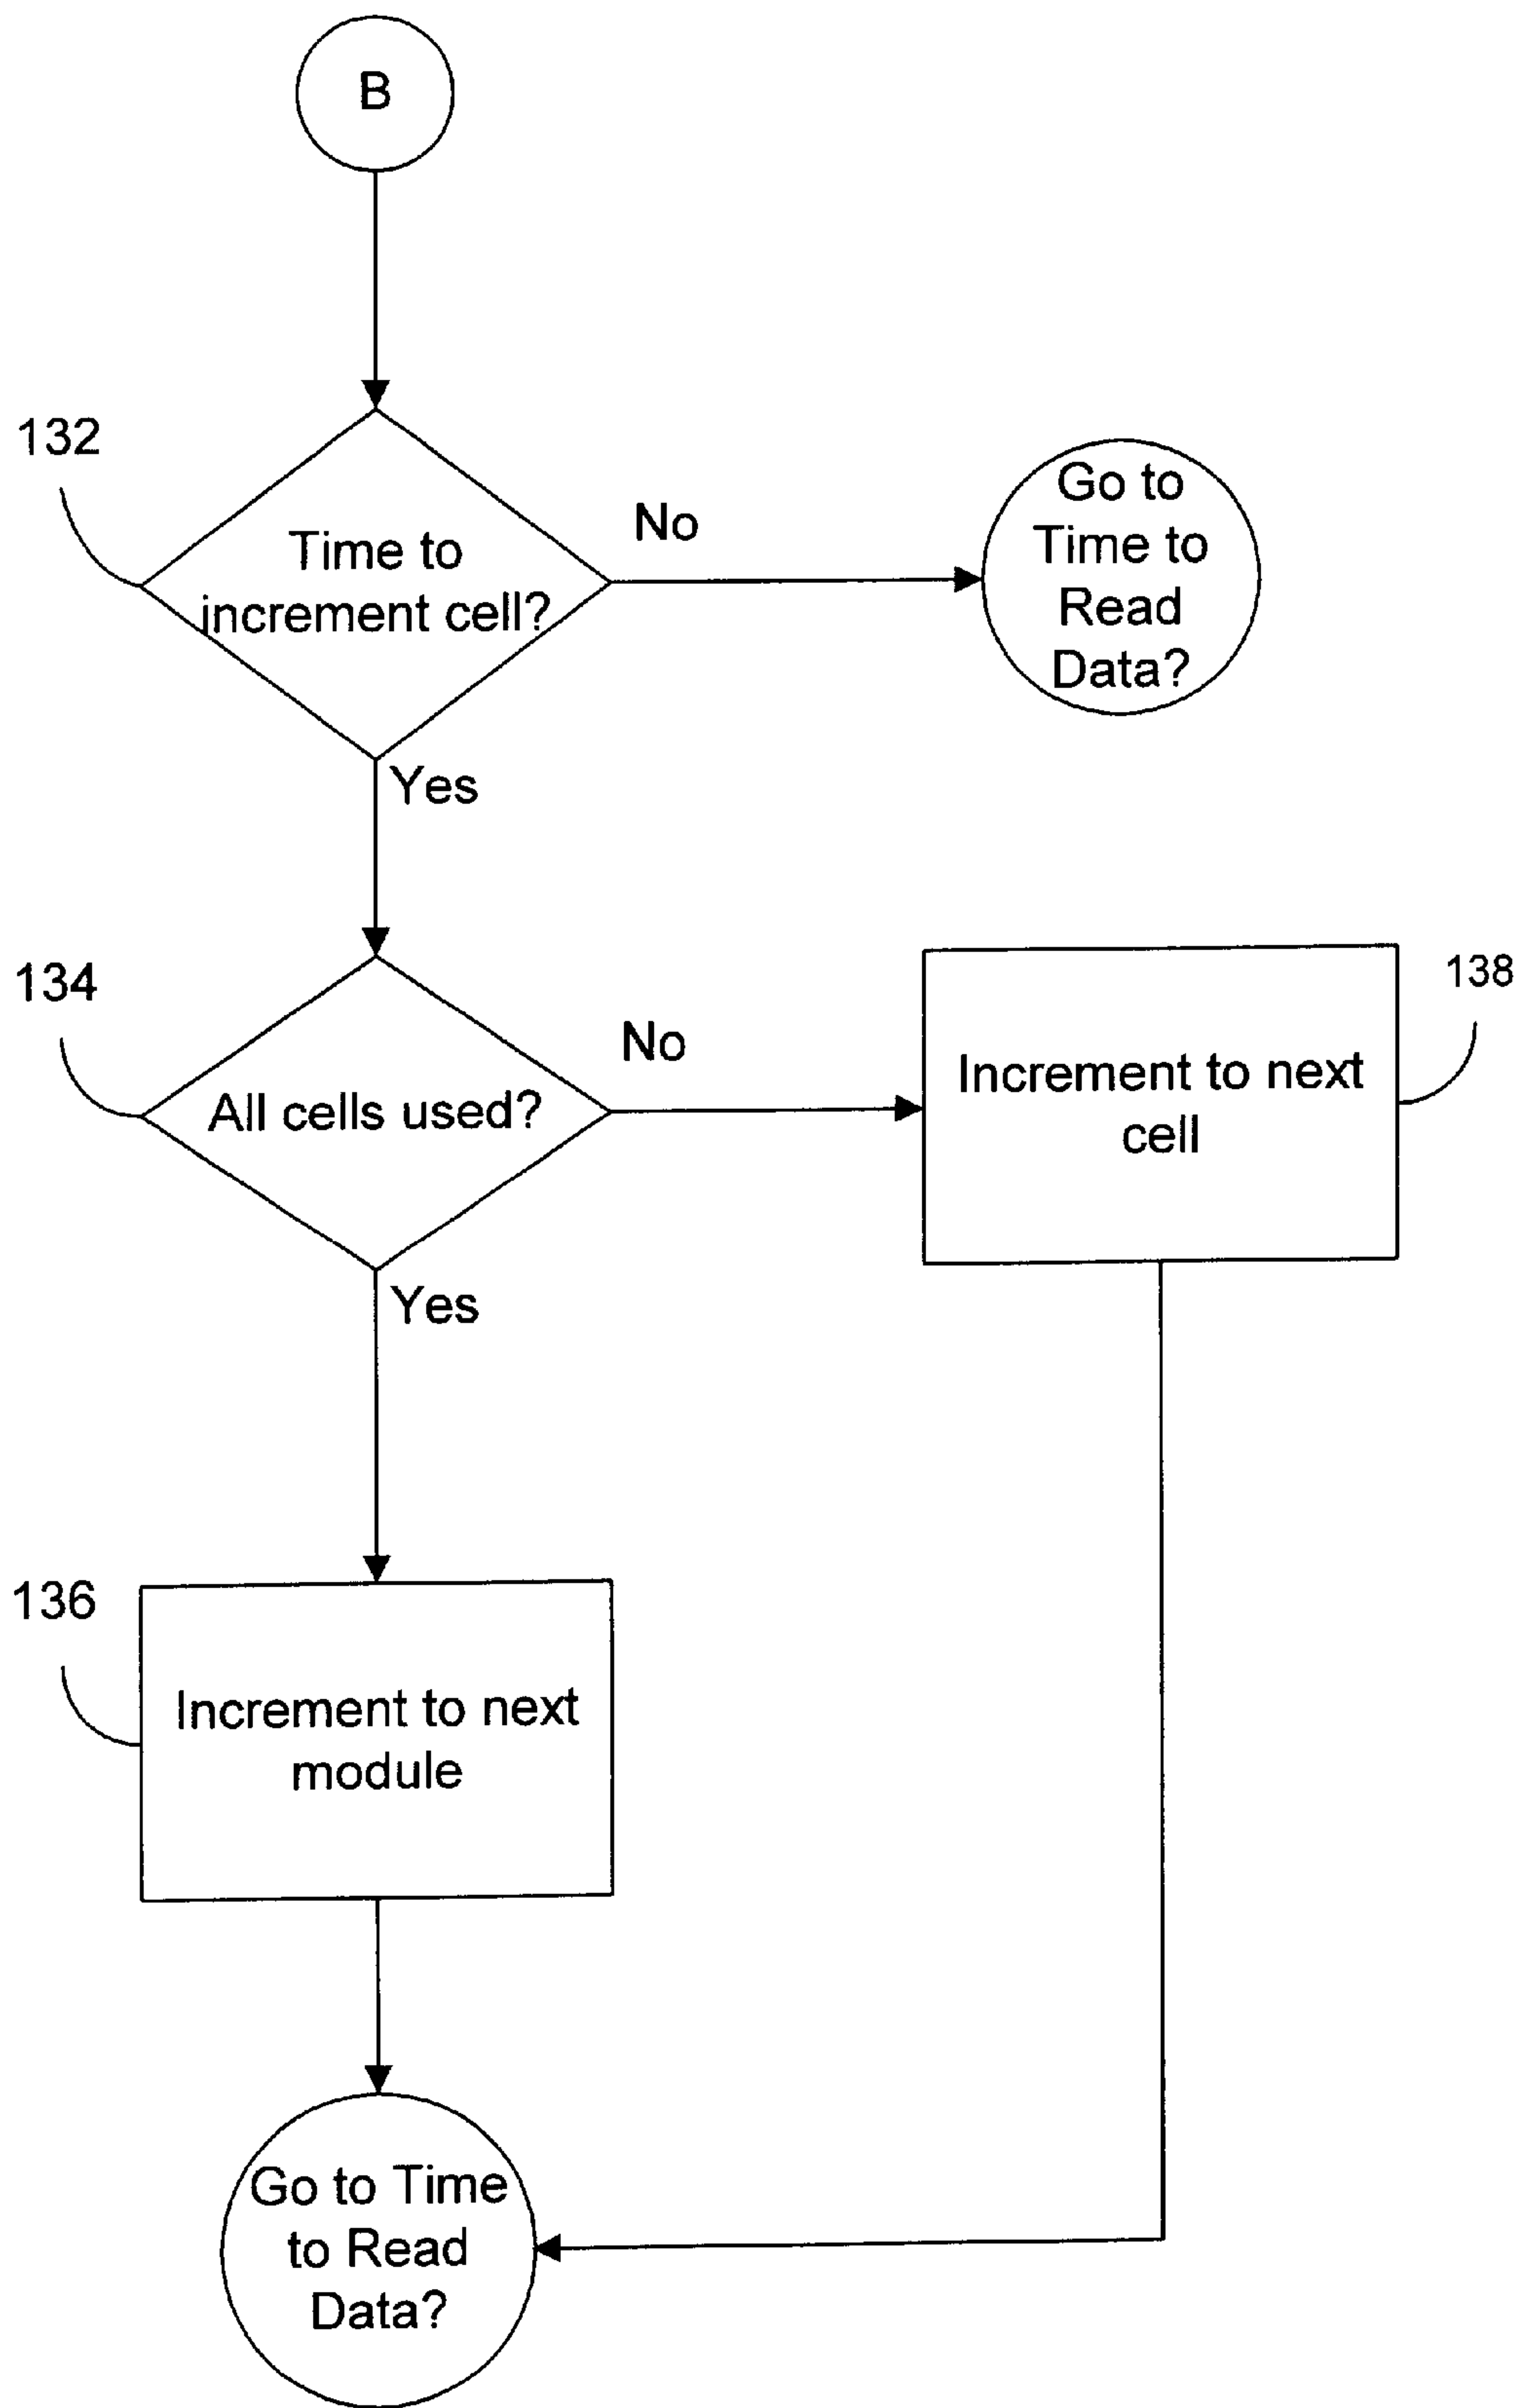 B
132
Time to
increment cell?
No
Go to
Time to
Read
Data?
Yes
134
All cells used?
No
Increment to next
cell
138
Yes
136
Increment to next
module
Go to Time
to Read
Data?